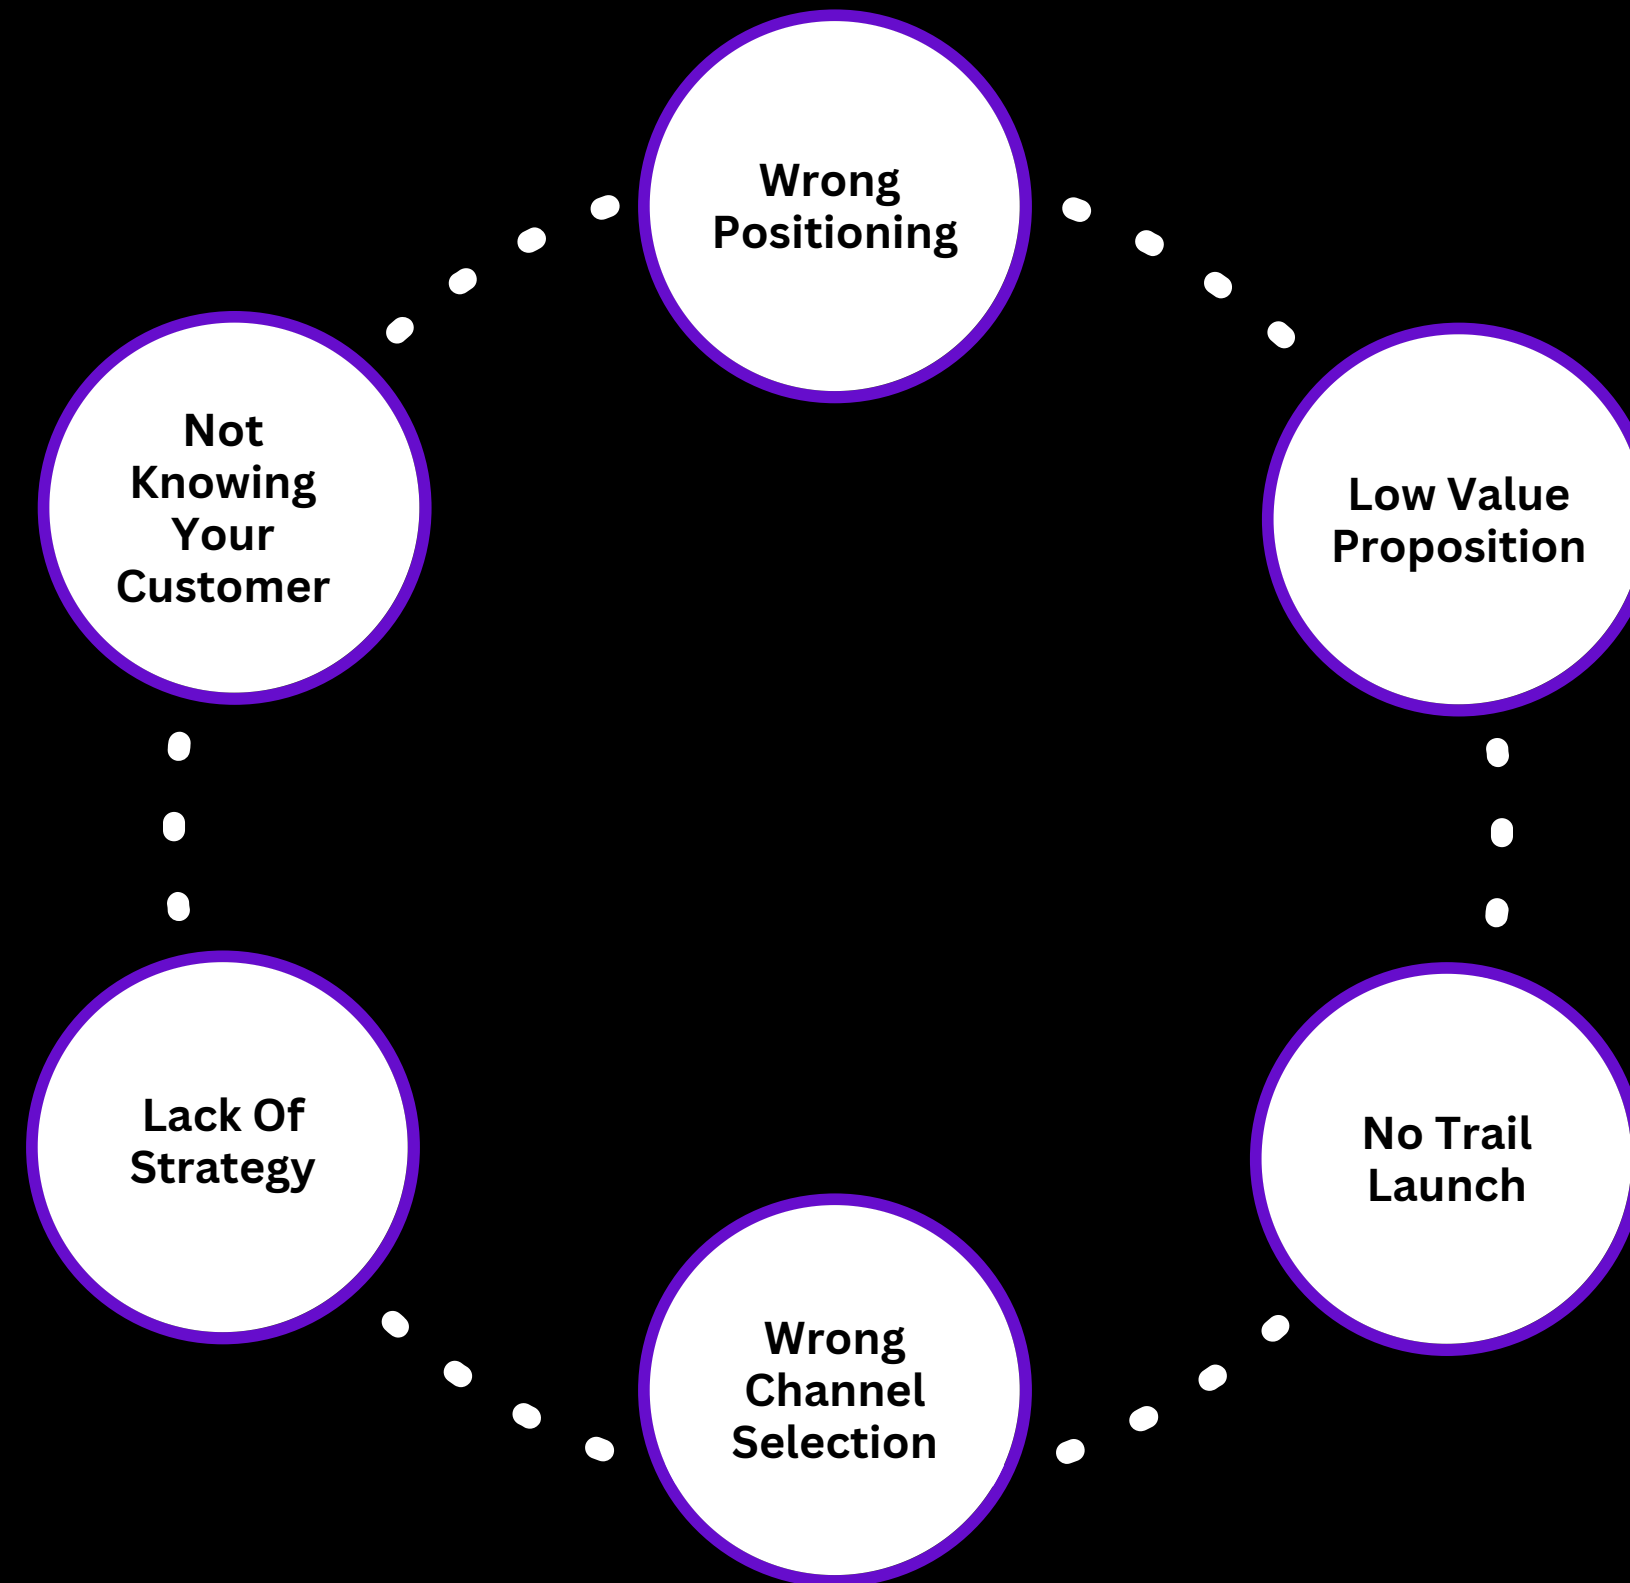 Wrong
Positioning
Not
Knowing
Your
Customer
Low Value
Proposition
Lack Of
Strategy
No Trail
Launch
Wrong
Channel
Selection